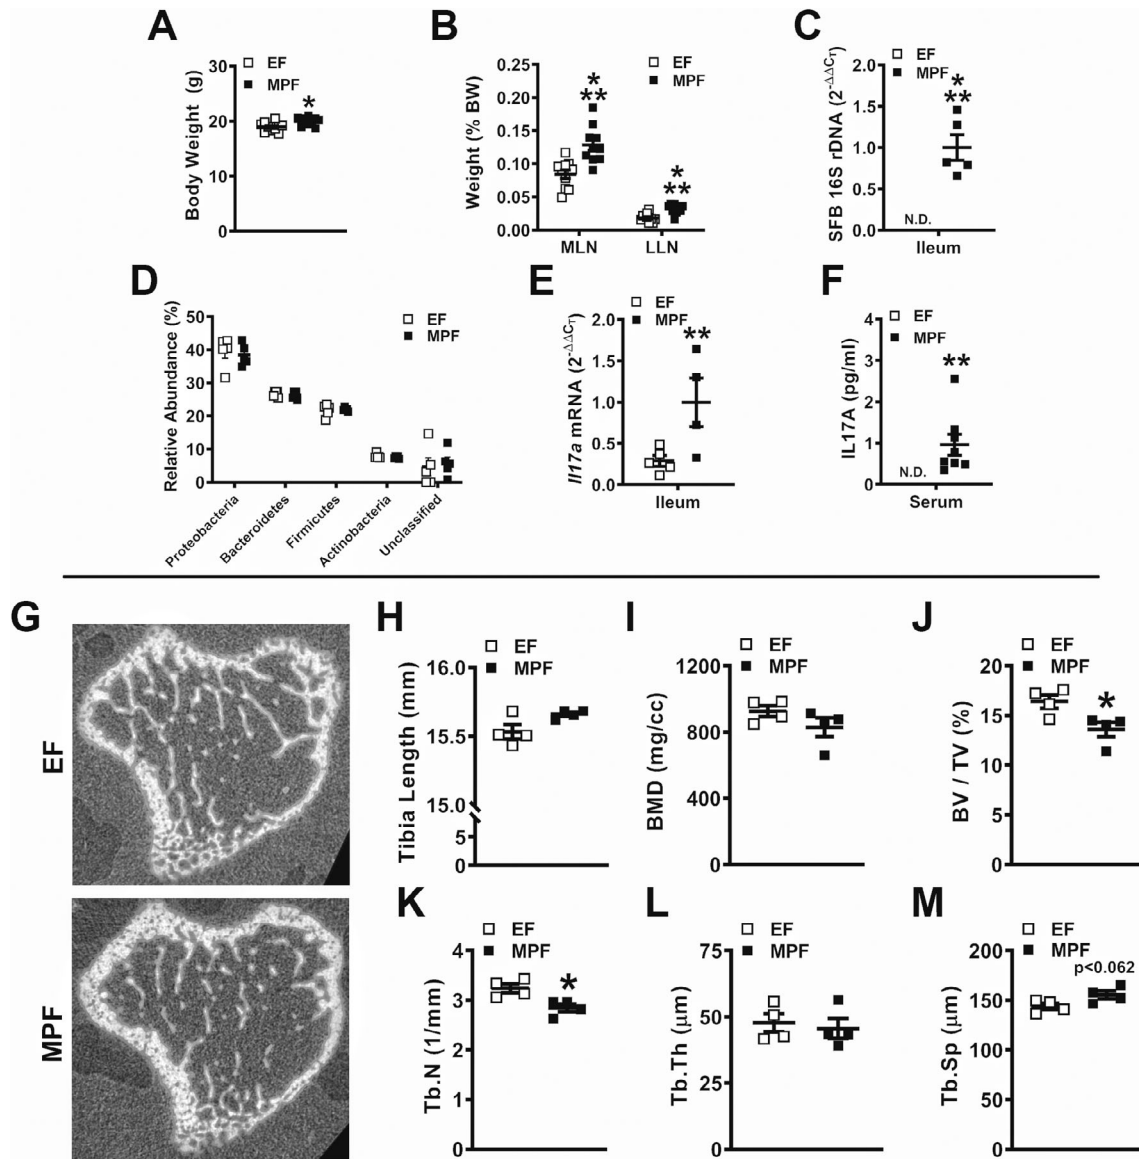 A
EF
MPF
*
Body Weight (g)
30
20
10
0
B
EF
MPF
*
**
*
**
Weight (% BW)
0.25
0.20
0.15
0.10
0.05
0.00
MLN
LLN
C
EF
MPF
*
**
SFB 16S rDNA (2^-ΔΔC_T)
2.0
1.5
1.0
0.5
0.0
N.D.
Ileum
D
EF
MPF
Relative Abundance (%)
50
40
30
20
10
0
Proteobacteria
Bacteroidetes
Firmicutes
Actinobacteria
Unclassified
E
EF
MPF
**
Il17a mRNA (2^-ΔΔC_T)
2.0
1.5
1.0
0.5
0.0
Ileum
F
EF
MPF
**
IL17A (pg/ml)
4
3
2
1
0
N.D.
Serum
G
EF
MPF
H
EF
MPF
Tibia Length (mm)
16.0
15.5
15.0
5
0
I
EF
MPF
BMD (mg/cc)
1200
800
400
0
J
EF
MPF
*
BV / TV (%)
20
15
10
5
0
K
EF
MPF
*
Tb.N (1/mm)
4
3
2
1
0
L
EF
MPF
Tb.Th (μm)
75
50
25
0
M
EF
MPF
p<0.062
Tb.Sp (μm)
200
150
100
50
0